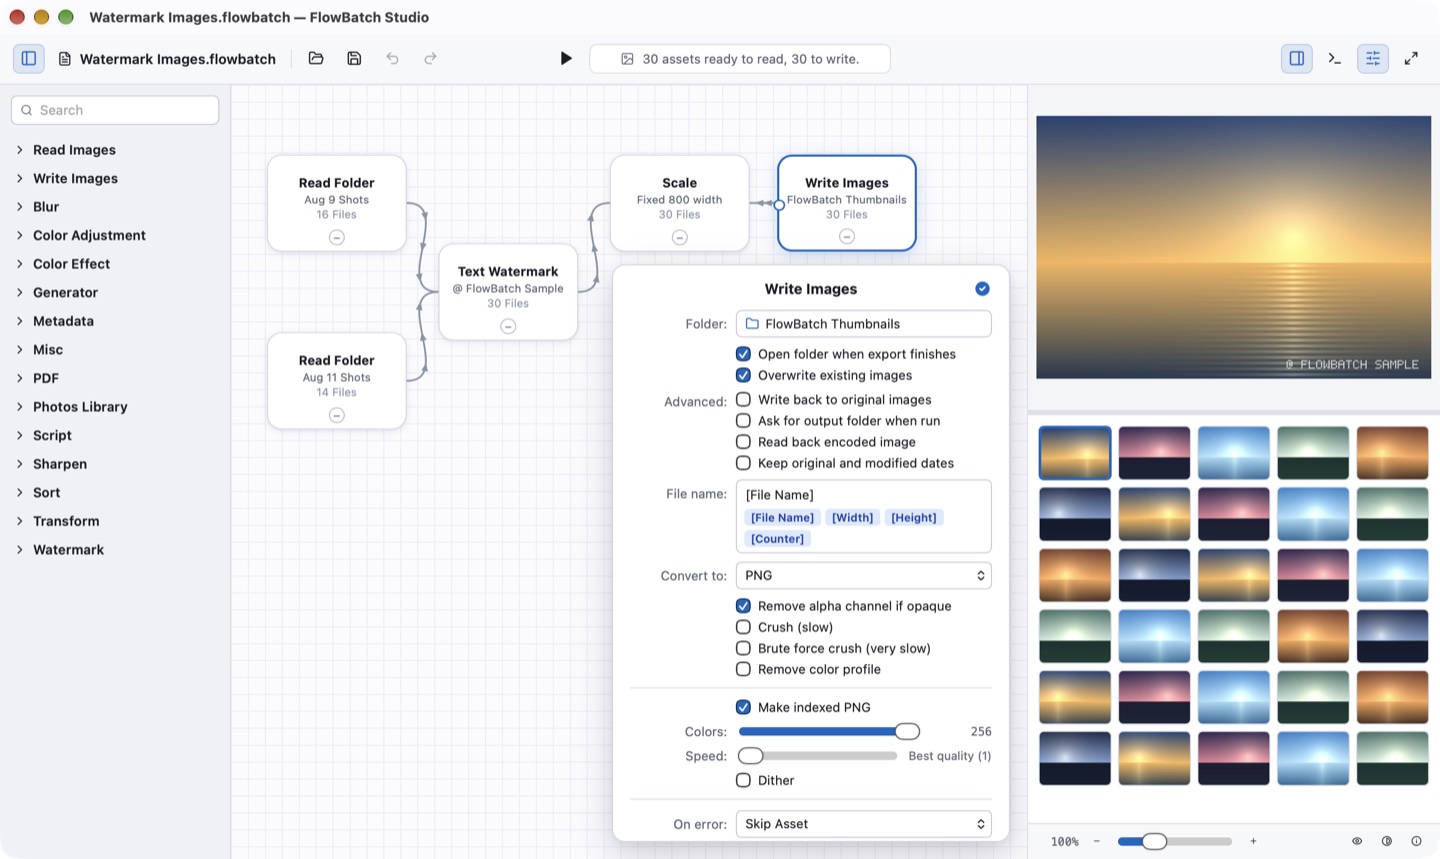 Watermark Images.flowbatch — FlowBatch Studio
Watermark Images.flowbatch
30 assets ready to read, 30 to write.
Search
Read Images
Write Images
Blur
Color Adjustment
Color Effect
Generator
Metadata
Misc
PDF
Photos Library
Script
Sharpen
Sort
Transform
Watermark
Read Folder
Aug 9 Shots
16 Files
Read Folder
Aug 11 Shots
14 Files
Text Watermark
@ FlowBatch Sample
30 Files
Scale
Fixed 800 width
30 Files
Write Images
FlowBatch Thumbnails
30 Files
Write Images
Folder: FlowBatch Thumbnails
Open folder when export finishes
Overwrite existing images
Advanced: Write back to original images
Ask for output folder when run
Read back encoded image
Keep original and modified dates
File name: [File Name]
[File Name] [Width] [Height]
[Counter]
Convert to: PNG
Remove alpha channel if opaque
Crush (slow)
Brute force crush (very slow)
Remove color profile
Make indexed PNG
Colors: 256
Speed: Best quality (1)
Dither
On error: Skip Asset
@ FLOWBATCH SAMPLE
100% − +